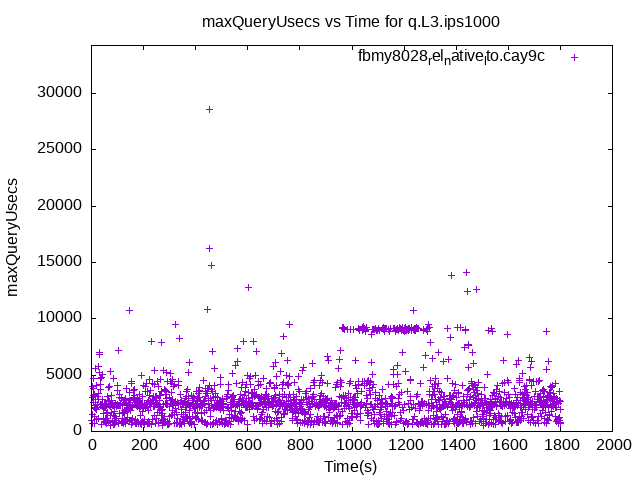 maxQueryUsecs vs Time for q.L3.ips1000
fbmy8028relnativelto.cay9c
30000
25000
20000
15000
10000
5000
0
maxQueryUsecs
0 200 400 600 800 1000 1200 1400 1600 1800 2000
Time(s)